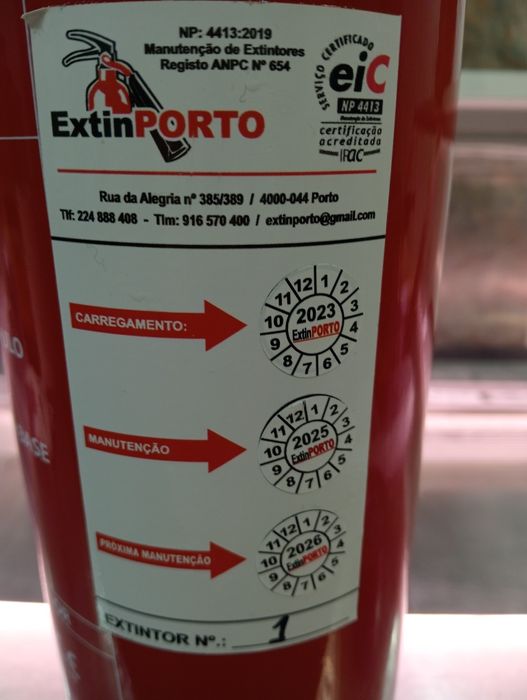 NP: 4413:2019
Manutenção de Extintores
Registo ANPC Nº 654
ExtinPORTO
SERVIÇO CERTIFICADO
eiC
NP 4413
certificação
acreditada
IPAC
Rua da Alegria nº 385/389 / 4000-044 Porto
Tlf: 224 888 408 - Tlm: 916 570 400 / extinporto@gmail.com
CARREGAMENTO:
1 2 3 4 5 6 7 8 9 10 11 12
2023
ExtinPORTO
MANUTENÇÃO
1 2 3 4 5 6 7 8 9 10 11 12
2025
ExtinPORTO
PRÓXIMA MANUTENÇÃO
1 2 3 4 5 6 7 8 9 10 11 12
2026
ExtinPORTO
EXTINTOR Nº.: 1